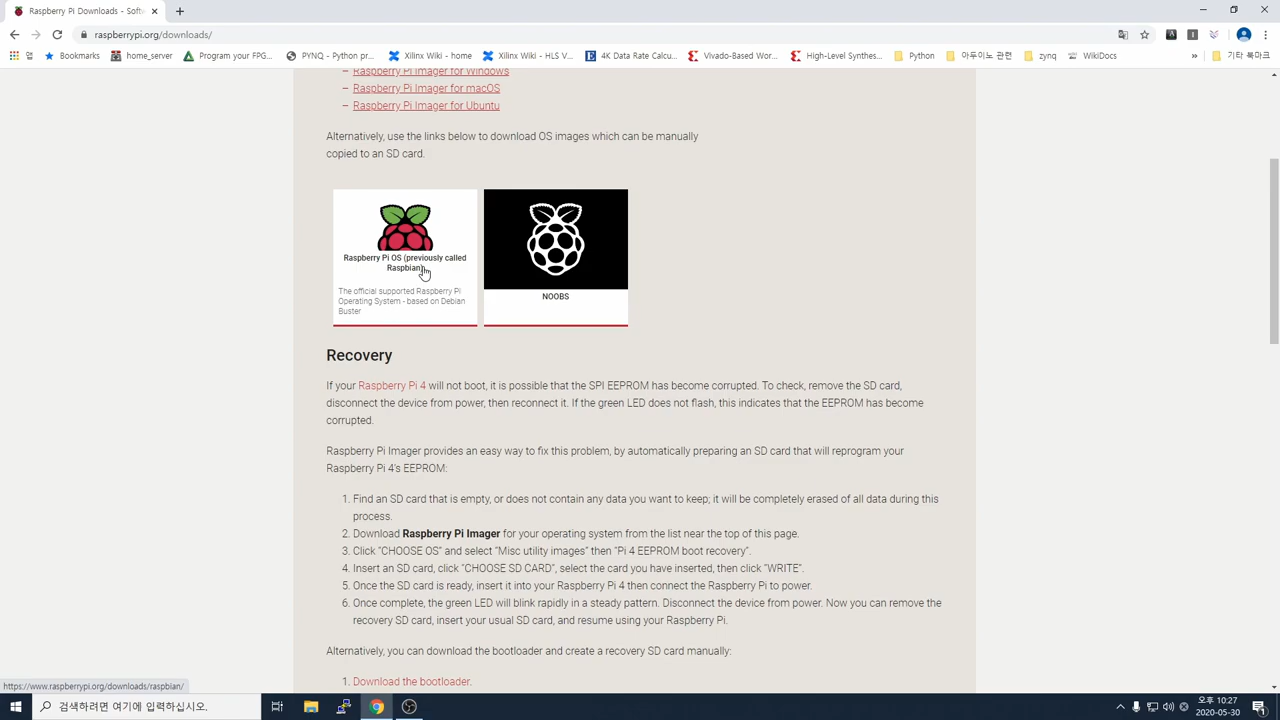 Raspberry Pi Downloads - Softw
raspberrypi.org/downloads/
앱
Bookmarks
home_server
Program your FPG...
PYNQ - Python pr...
Xilinx Wiki - home
Xilinx Wiki - HLS V...
4K Data Rate Calcu...
Vivado-Based Wor...
High-Level Synthes...
Python
아두이노 관련
zynq
WikiDocs
»
기타 북마크
– Raspberry Pi Imager for Windows
– Raspberry Pi Imager for macOS
– Raspberry Pi Imager for Ubuntu
Alternatively, use the links below to download OS images which can be manually
copied to an SD card.
Raspberry Pi OS (previously called
Raspbian)
The official supported Raspberry Pi
Operating System - based on Debian
Buster
NOOBS
Recovery
If your Raspberry Pi 4 will not boot, it is possible that the SPI EEPROM has become corrupted. To check, remove the SD card,
disconnect the device from power, then reconnect it. If the green LED does not flash, this indicates that the EEPROM has become
corrupted.
Raspberry Pi Imager provides an easy way to fix this problem, by automatically preparing an SD card that will reprogram your
Raspberry Pi 4's EEPROM:
1. Find an SD card that is empty, or does not contain any data you want to keep; it will be completely erased of all data during this
process.
2. Download Raspberry Pi Imager for your operating system from the list near the top of this page.
3. Click “CHOOSE OS” and select “Misc utility images” then “Pi 4 EEPROM boot recovery”.
4. Insert an SD card, click “CHOOSE SD CARD”, select the card you have inserted, then click “WRITE”.
5. Once the SD card is ready, insert it into your Raspberry Pi 4 then connect the Raspberry Pi to power.
6. Once complete, the green LED will blink rapidly in a steady pattern. Disconnect the device from power. Now you can remove the
recovery SD card, insert your usual SD card, and resume using your Raspberry Pi.
Alternatively, you can download the bootloader and create a recovery SD card manually:
1. Download the bootloader.
https://www.raspberrypi.org/downloads/raspbian/
검색하려면 여기에 입력하십시오.
오후 10:27
2020-05-30